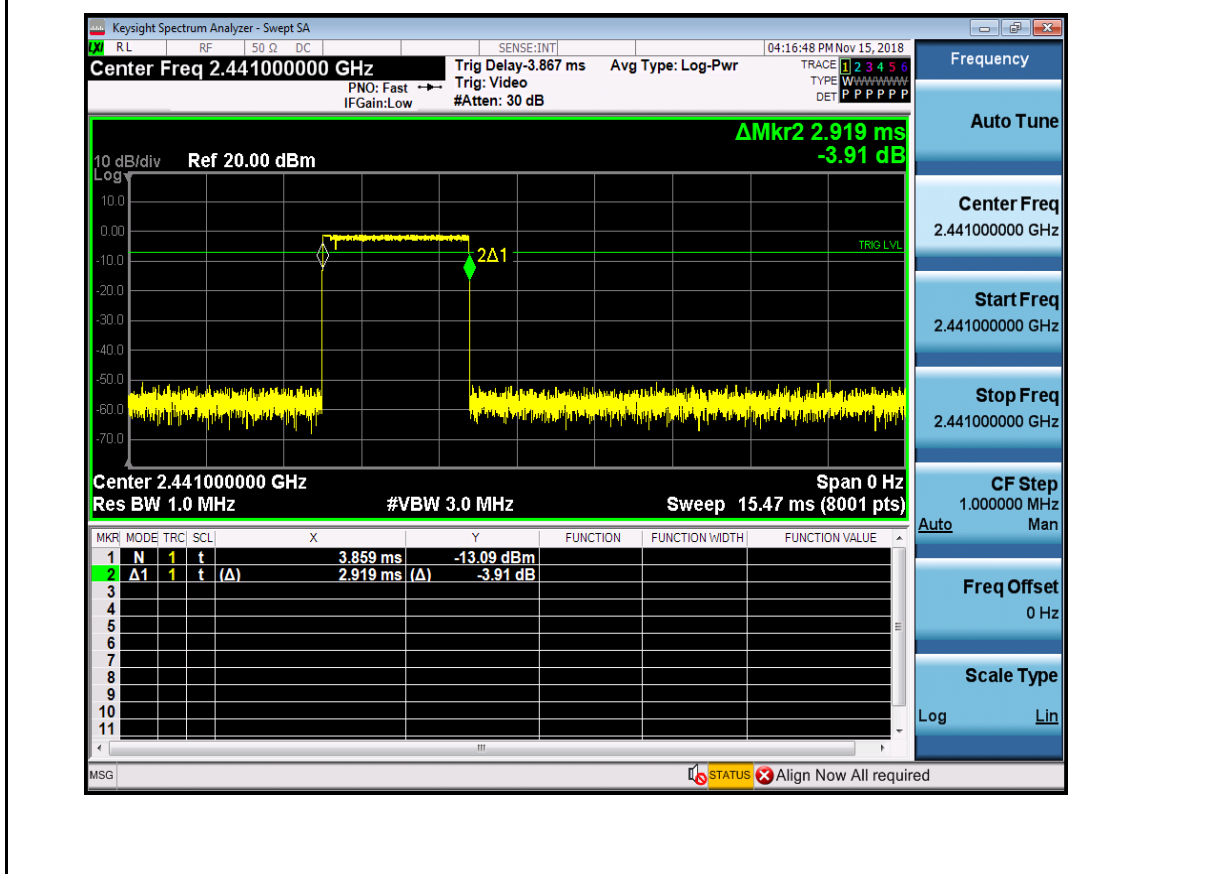 Keysight Spectrum Analyzer - Swept SA
LXI RL RF 50 Ω DC SENSE:INT 04:16:48 PM Nov 15, 2018
Center Freq 2.441000000 GHz
PNO: Fast
IFGain:Low
Trig Delay-3.867 ms
Trig: Video
#Atten: 30 dB
Avg Type: Log-Pwr
TRACE 1 2 3 4 5 6
TYPE WWWWWW
DET P P P P P P
ΔMkr2 2.919 ms
-3.91 dB
10 dB/div Ref 20.00 dBm
Log
10.0
0.00
-10.0
-20.0
-30.0
-40.0
-50.0
-60.0
-70.0
2Δ1
TRIG LVL
Center 2.441000000 GHz Span 0 Hz
Res BW 1.0 MHz #VBW 3.0 MHz Sweep 15.47 ms (8001 pts)
MKR MODE TRC SCL X Y FUNCTION FUNCTION WIDTH FUNCTION VALUE
1 N 1 t 3.859 ms -13.09 dBm
2 Δ1 1 t (Δ) 2.919 ms (Δ) -3.91 dB
3
4
5
6
7
8
9
10
11
MSG STATUS Align Now All required
Frequency
Auto Tune
Center Freq
2.441000000 GHz
Start Freq
2.441000000 GHz
Stop Freq
2.441000000 GHz
CF Step
1.000000 MHz
Auto Man
Freq Offset
0 Hz
Scale Type
Log Lin